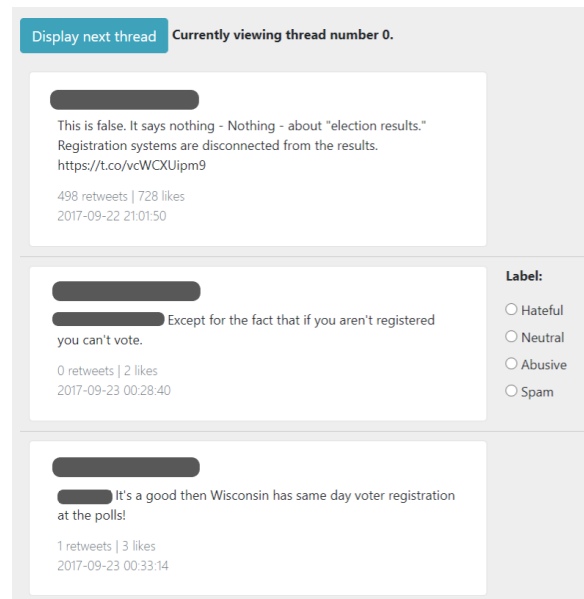 Display next thread Currently viewing thread number 0.
This is false. It says nothing - Nothing - about "election results."
Registration systems are disconnected from the results.
https://t.co/vcWCXUipm9
498 retweets | 728 likes
2017-09-22 21:01:50
Label:
Hateful
Neutral
Abusive
Spam
Except for the fact that if you aren't registered
you can't vote.
0 retweets | 2 likes
2017-09-23 00:28:40
It's a good then Wisconsin has same day voter registration
at the polls!
1 retweets | 3 likes
2017-09-23 00:33:14